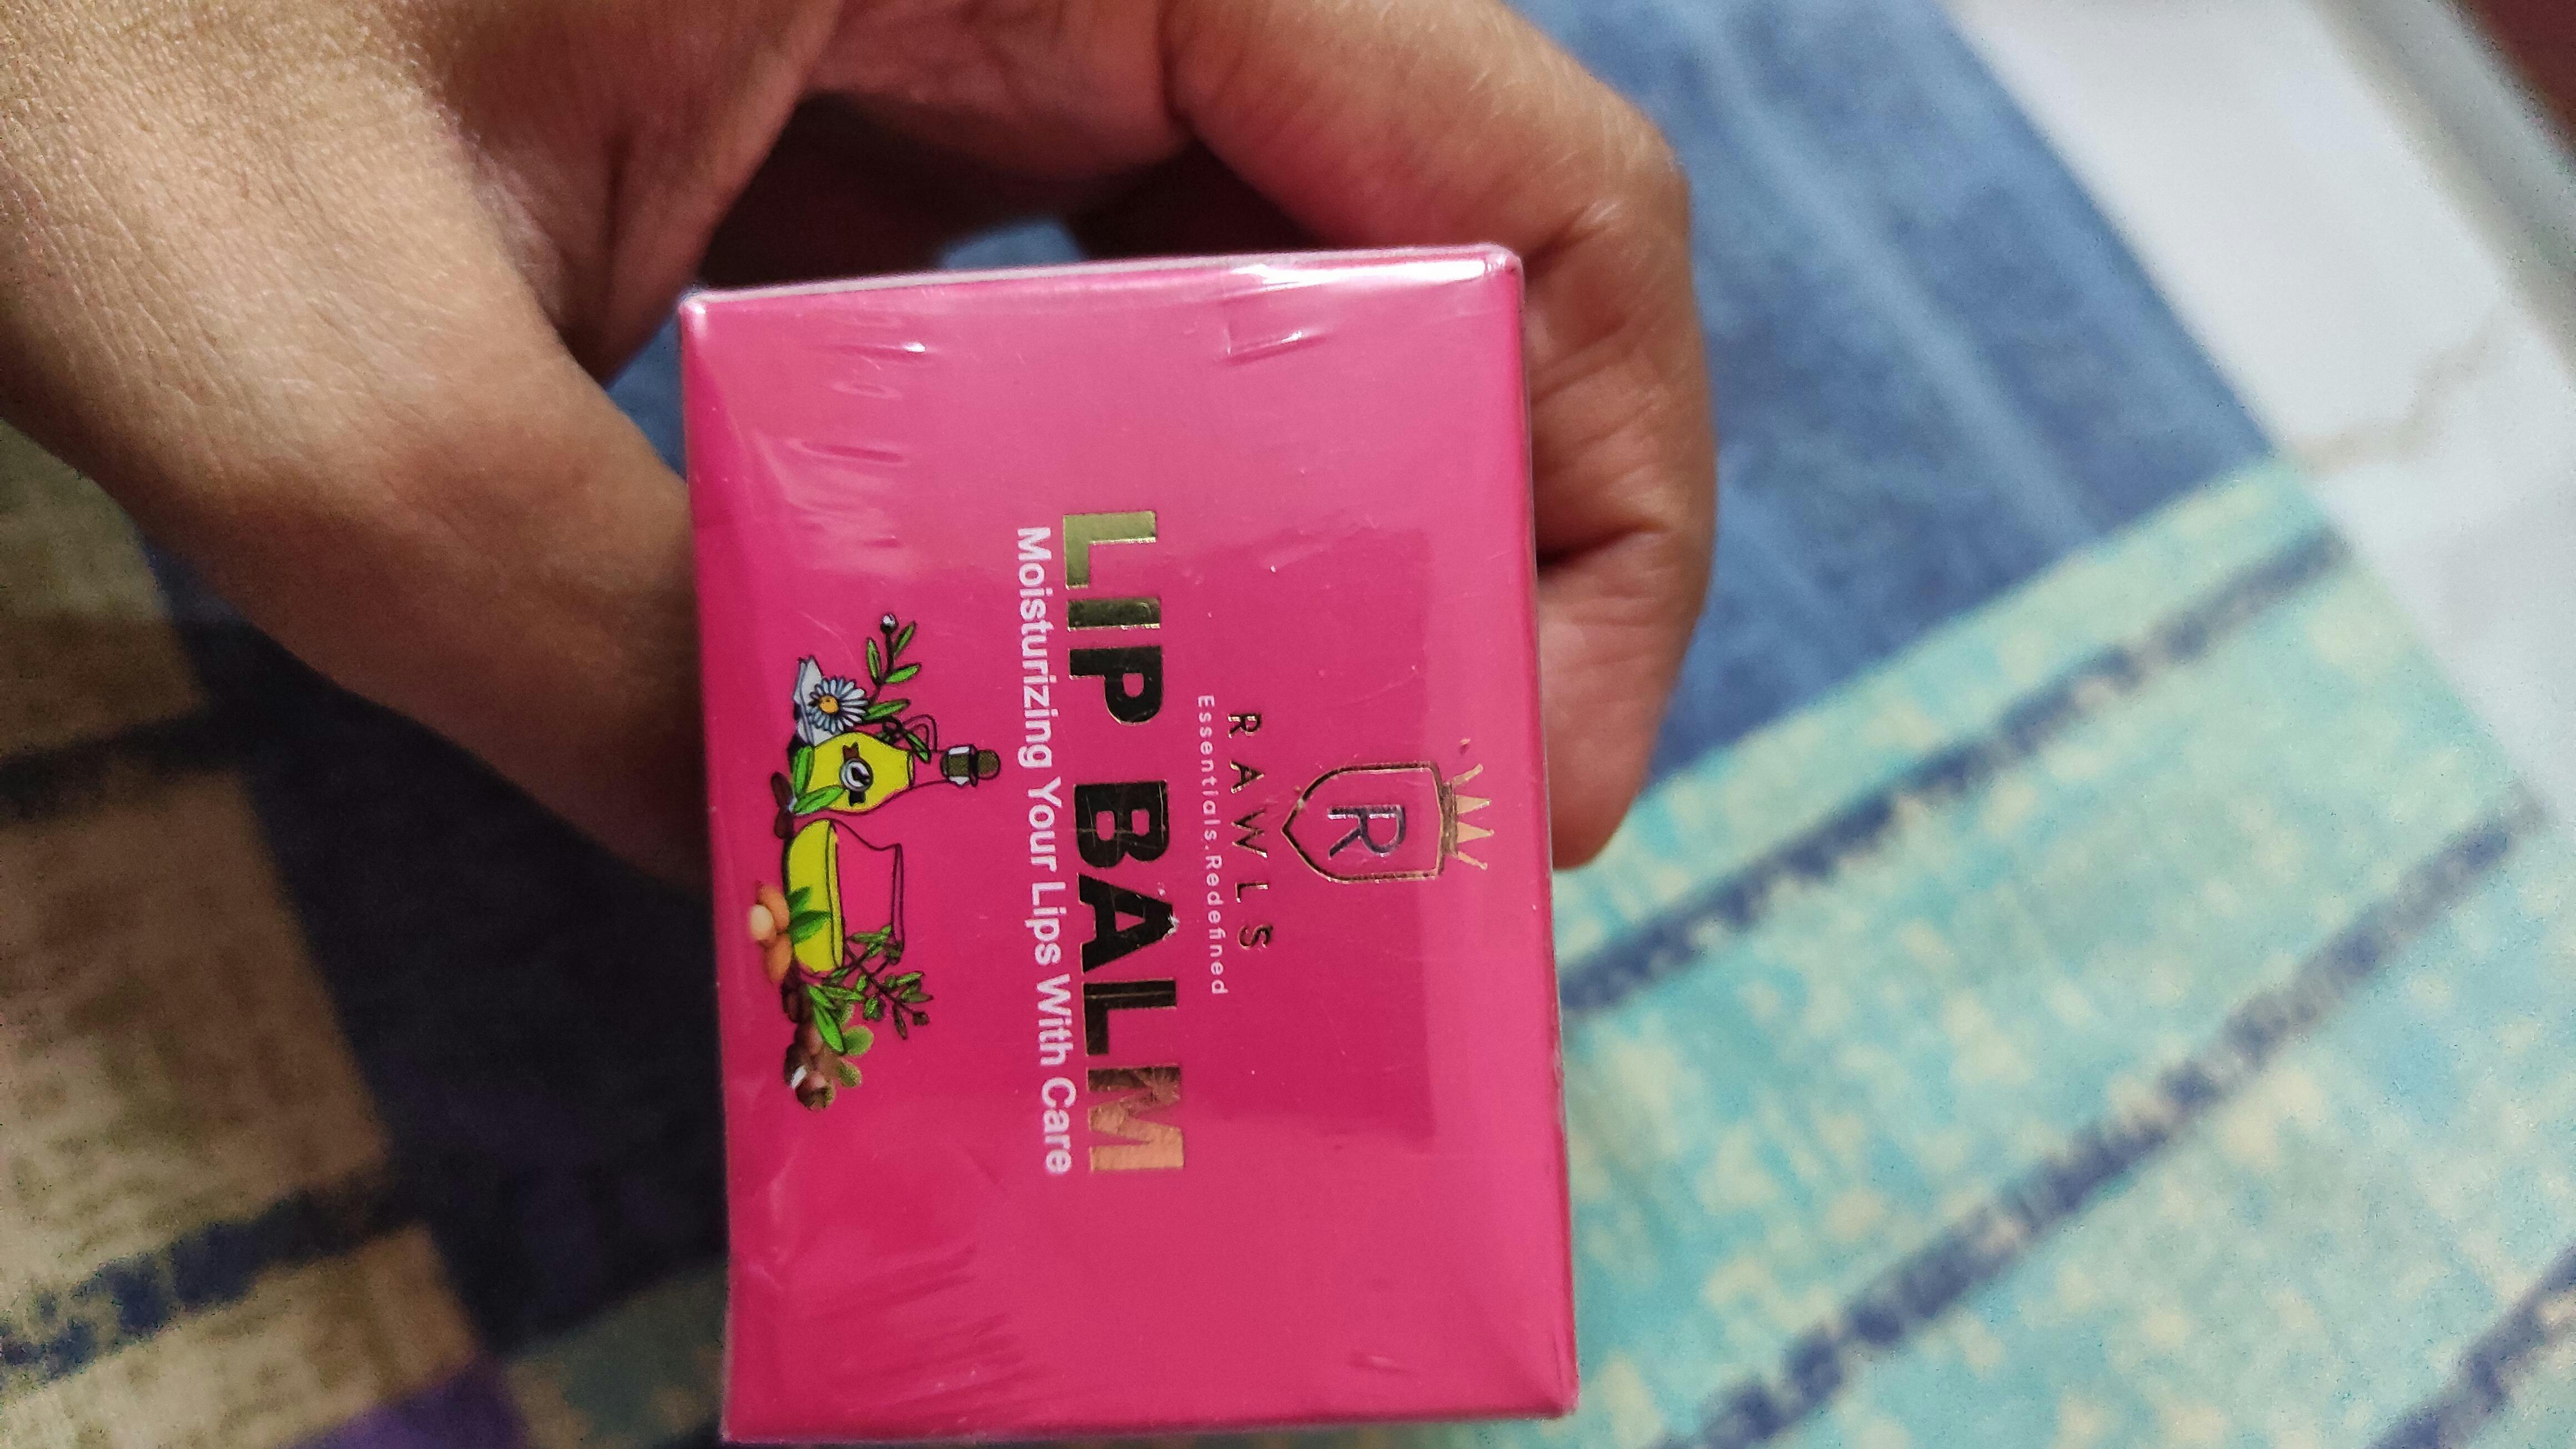 R
RAWLS
Essentials.Redefined
LIP BALM
Moisturizing Your Lips With Care